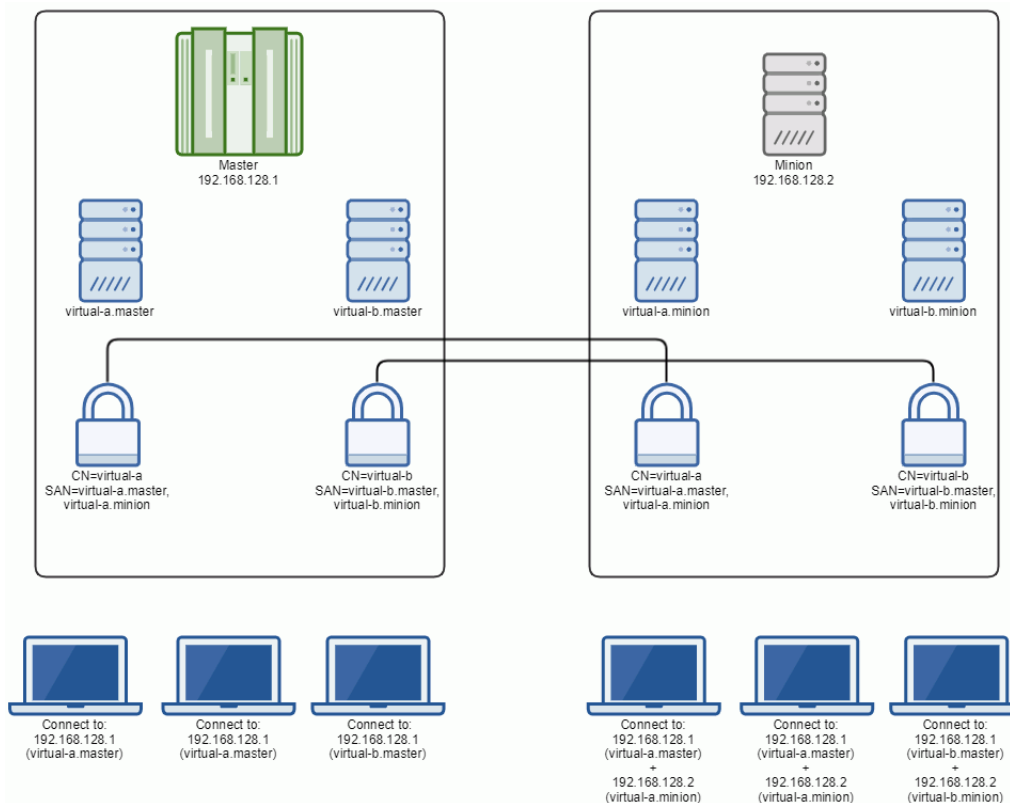 Master
192.168.128.1
Minion
192.168.128.2
virtual-a.master
virtual-b.master
virtual-a.minion
virtual-b.minion
CN=virtual-a
SAN=virtual-a.master,
virtual-a.minion
CN=virtual-b
SAN=virtual-b.master,
virtual-b.minion
CN=virtual-a
SAN=virtual-a.master,
virtual-a.minion
CN=virtual-b
SAN=virtual-b.master,
virtual-b.minion
Connect to:
192.168.128.1
(virtual-a.master)
Connect to:
192.168.128.1
(virtual-a.master)
Connect to:
192.168.128.1
(virtual-b.master)
Connect to:
192.168.128.1
(virtual-a.master)
+
192.168.128.2
(virtual-a.minion)
Connect to:
192.168.128.1
(virtual-a.master)
+
192.168.128.2
(virtual-a.minion)
Connect to:
192.168.128.1
(virtual-b.master)
+
192.168.128.2
(virtual-b.minion)